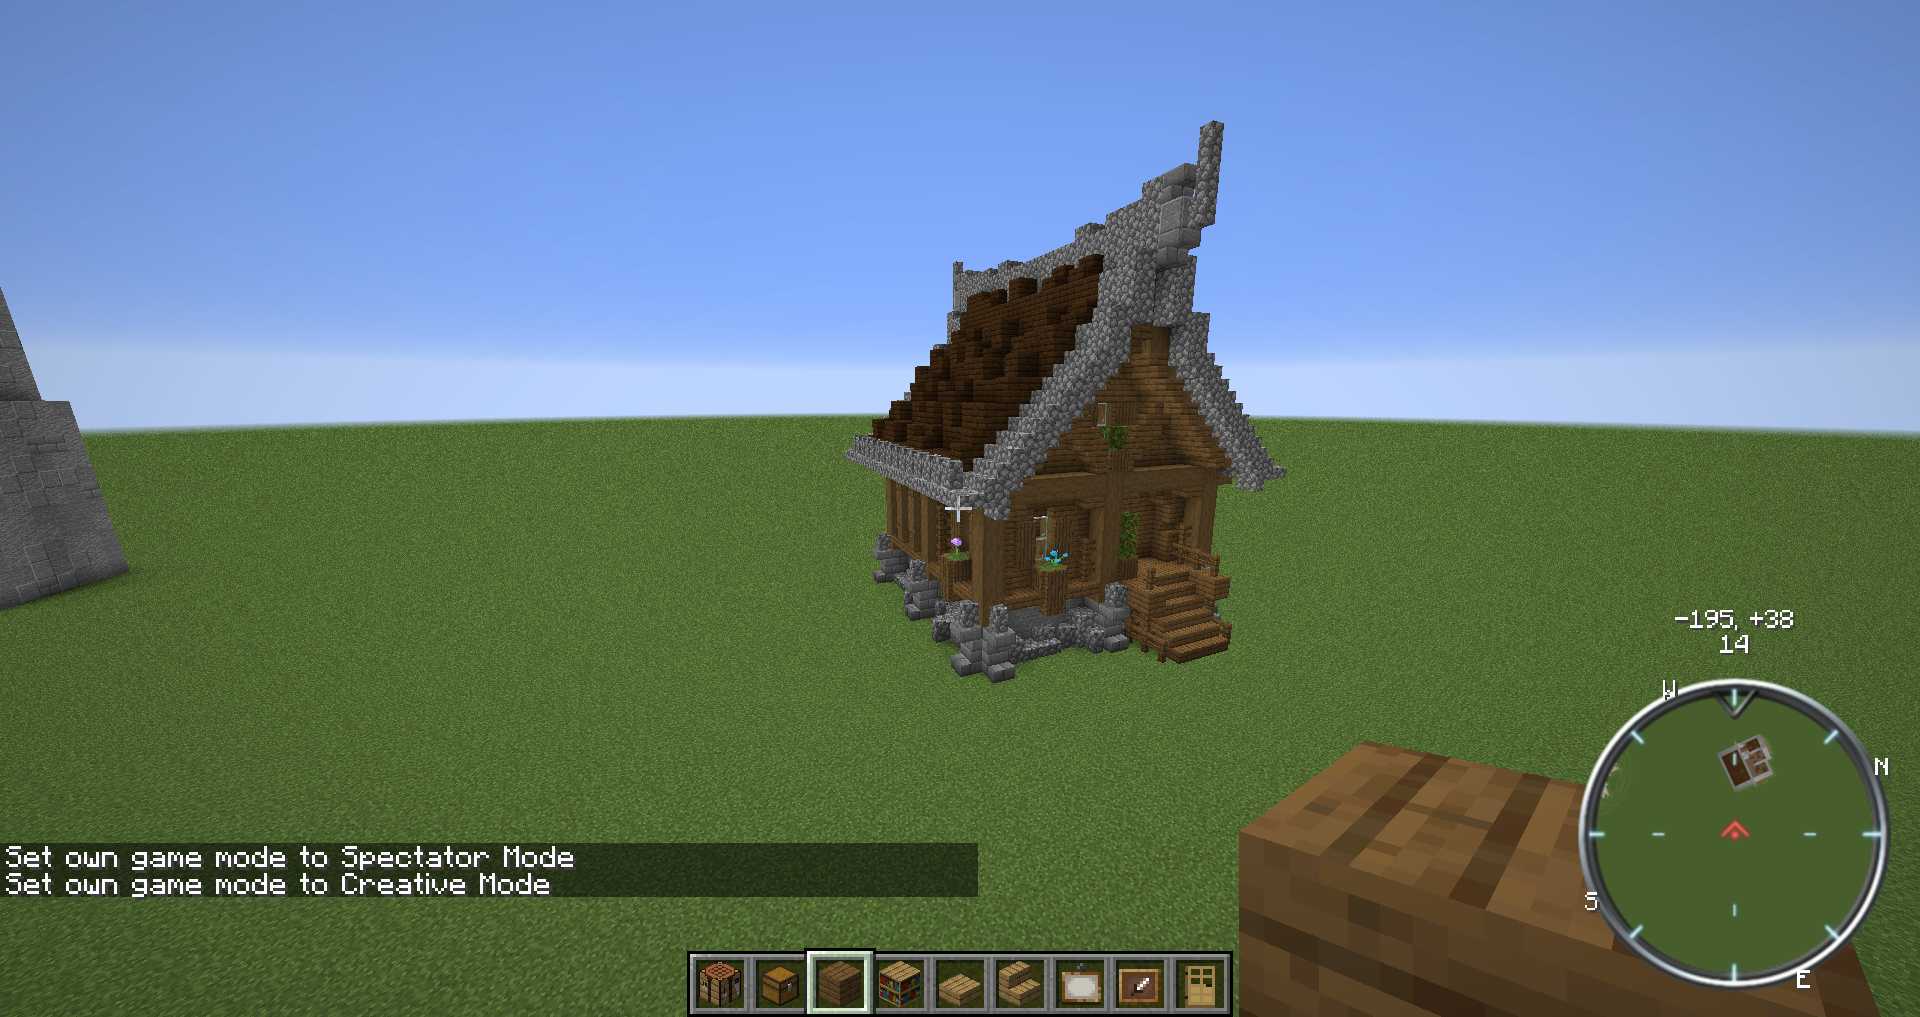 -195, +38
14
W
N
S
E
Set own game mode to Spectator Mode
Set own game mode to Creative Mode